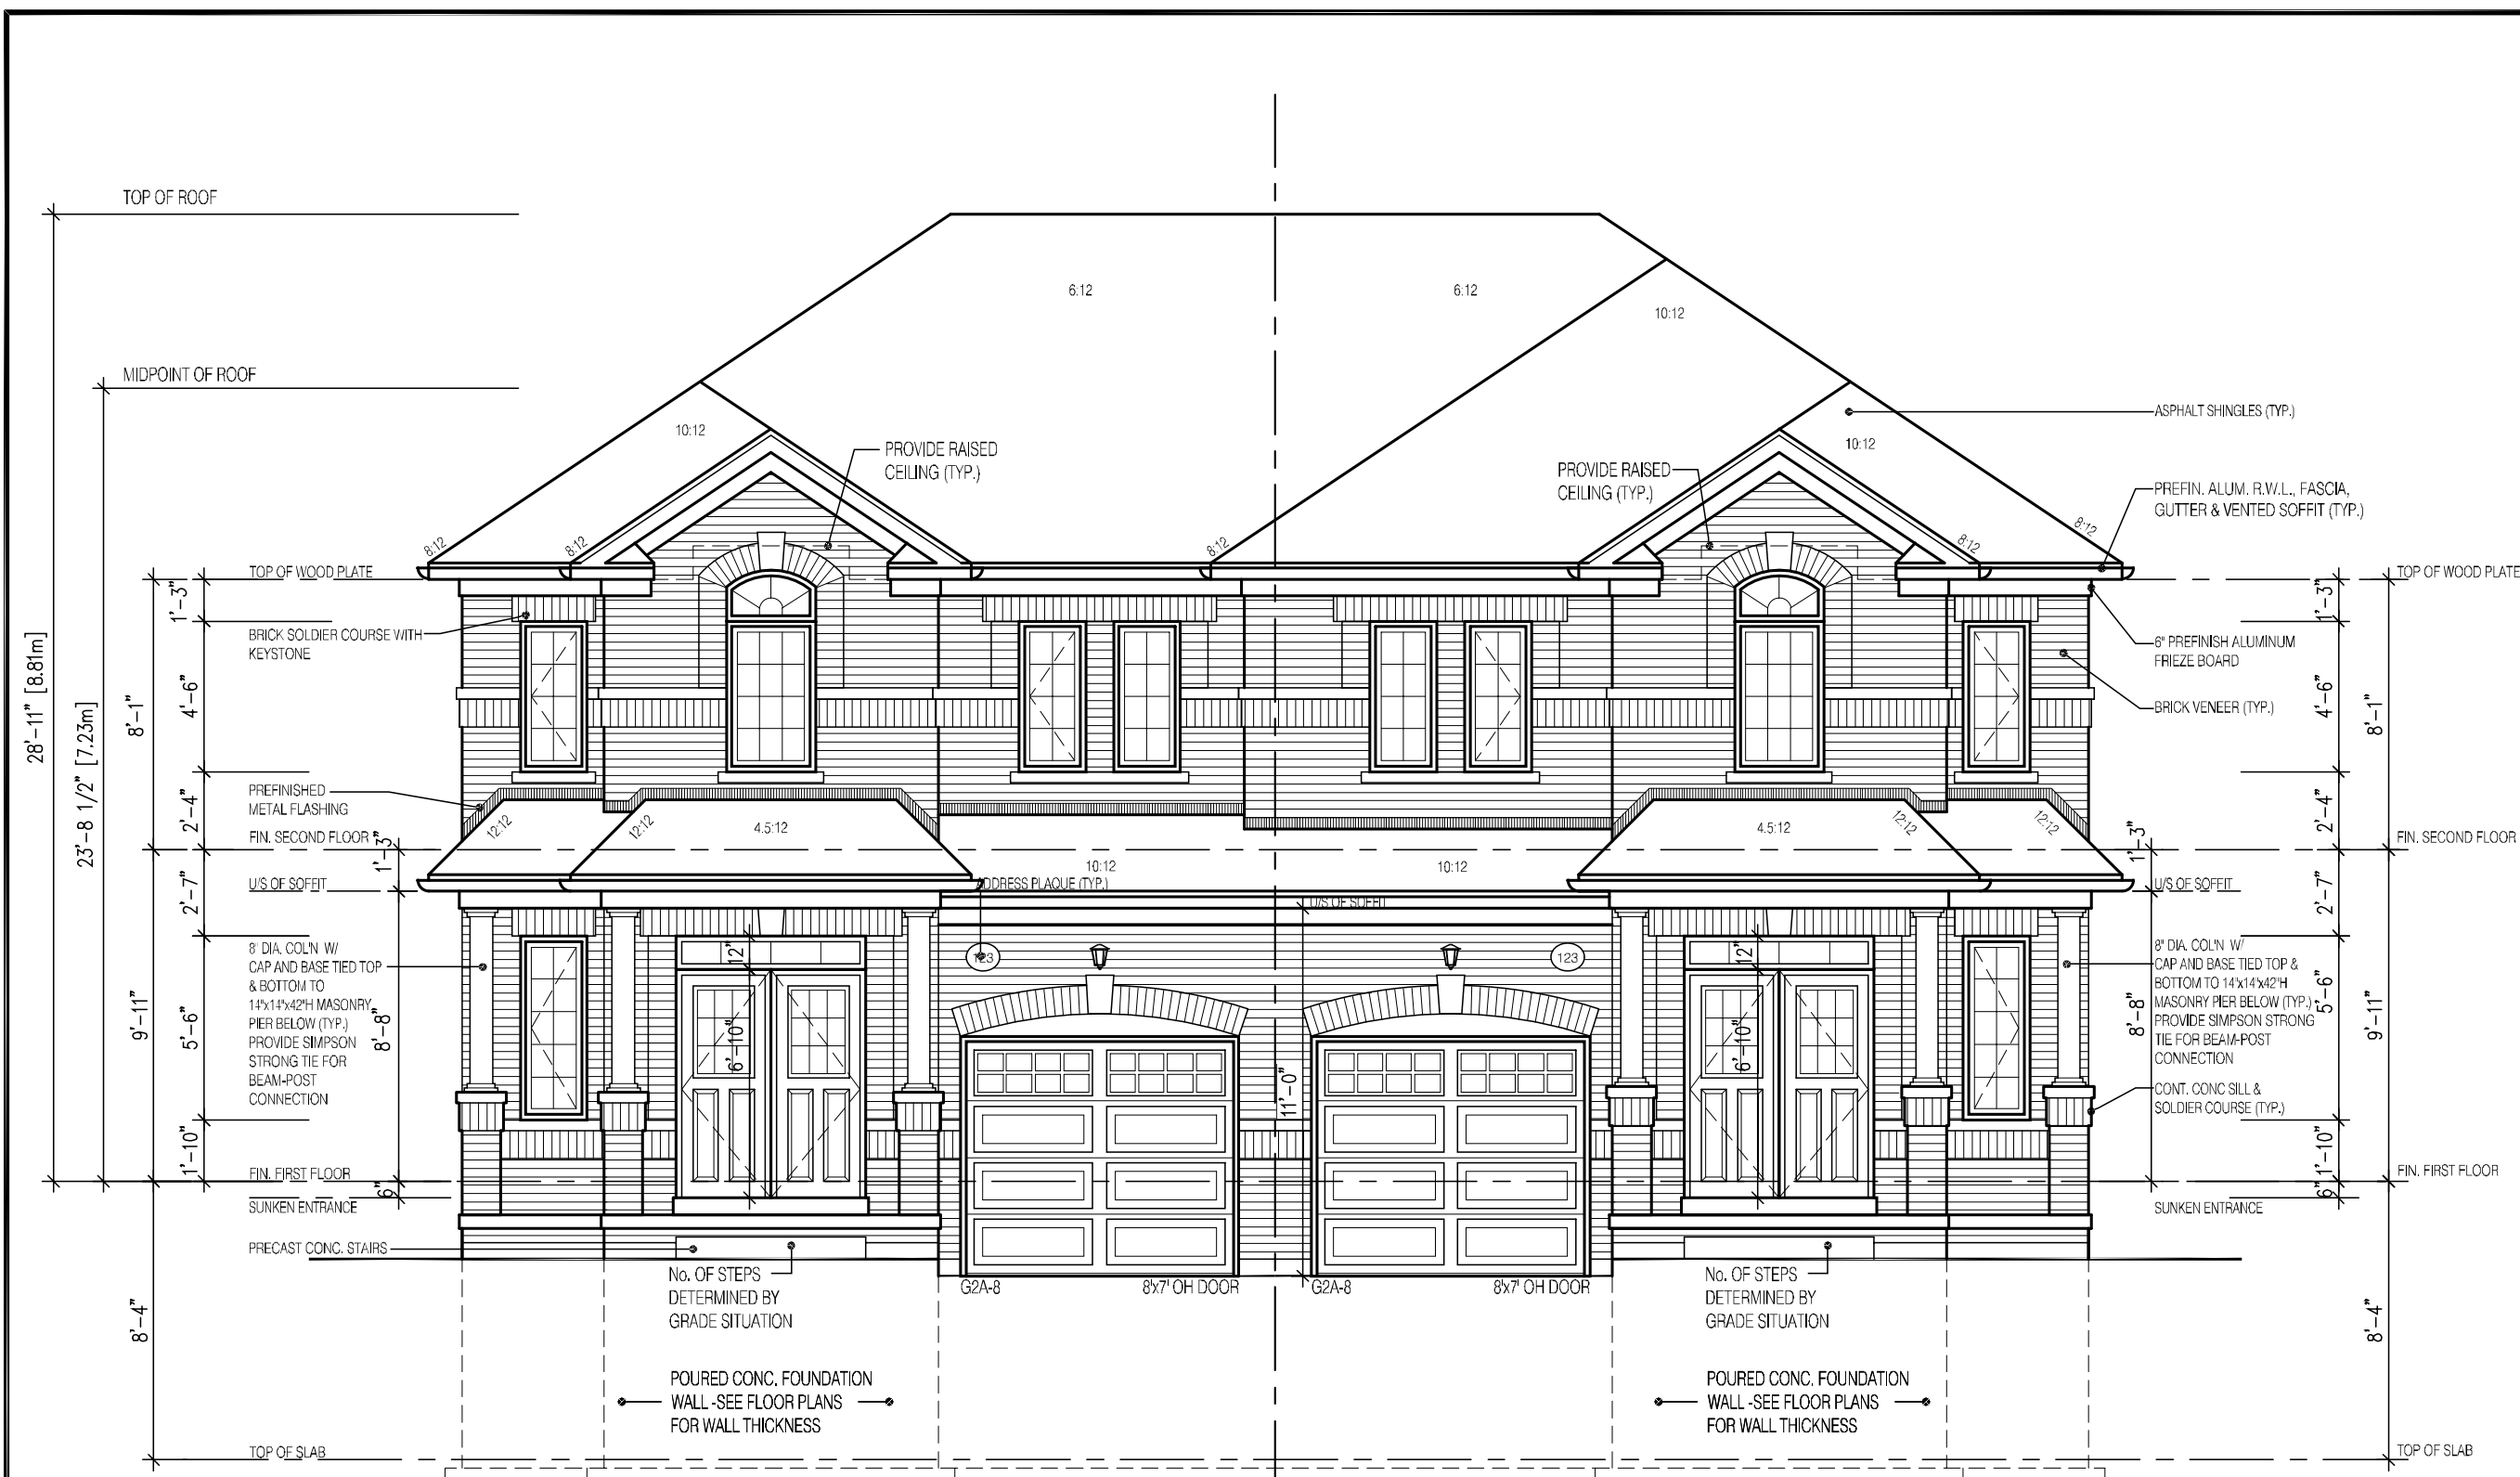 TOP OF ROOF
MIDPOINT OF ROOF
28'-11" [8.81m]
23'-8 1/2" [7.23m]
6:12
6:12
10:12
10:12
10:12
8:12
8:12
8:12
8:12
8:12
PROVIDE RAISED
CEILING (TYP.)
PROVIDE RAISED
CEILING (TYP.)
ASPHALT SHINGLES (TYP.)
PREFIN. ALUM. R.W.L., FASCIA,
GUTTER & VENTED SOFFIT (TYP.)
TOP OF WOOD PLATE
TOP OF WOOD PLATE
1'-3"
4'-6"
2'-4"
8'-1"
BRICK SOLDIER COURSE WITH
KEYSTONE
PREFINISHED
METAL FLASHING
FIN. SECOND FLOOR
1'-3"
U/S OF SOFFIT
2'-7"
5'-6"
1'-10"
9'-11"
8'-8"
8" DIA. COL'N W/
CAP AND BASE TIED TOP
& BOTTOM TO
14"x14"x42"H MASONRY
PIER BELOW (TYP.)
PROVIDE SIMPSON
STRONG TIE FOR
BEAM-POST
CONNECTION
FIN. FIRST FLOOR
6"
SUNKEN ENTRANCE
PRECAST CONC. STAIRS
8'-4"
TOP OF SLAB
12:12
12:12
4.5:12
10:12
10:12
4.5:12
12:12
12:12
ADDRESS PLAQUE (TYP.)
U/S OF SOFFIT
12"
6'-10"
123
11'-0"
123
12"
6'-10"
G2A-8
8'x7' OH DOOR
G2A-8
8'x7' OH DOOR
No. OF STEPS
DETERMINED BY
GRADE SITUATION
No. OF STEPS
DETERMINED BY
GRADE SITUATION
POURED CONC. FOUNDATION
WALL -SEE FLOOR PLANS
FOR WALL THICKNESS
POURED CONC. FOUNDATION
WALL -SEE FLOOR PLANS
FOR WALL THICKNESS
1'-3"
4'-6"
2'-4"
8'-1"
6" PREFINISH ALUMINUM
FRIEZE BOARD
BRICK VENEER (TYP.)
FIN. SECOND FLOOR
1'-3"
U/S OF SOFFIT
2'-7"
5'-6"
1'-10"
9'-11"
8'-8"
8" DIA. COL'N W/
CAP AND BASE TIED TOP &
BOTTOM TO 14"x14"x42"H
MASONRY PIER BELOW (TYP.)
PROVIDE SIMPSON STRONG
TIE FOR BEAM-POST
CONNECTION
CONT. CONC SILL &
SOLDIER COURSE (TYP.)
FIN. FIRST FLOOR
6"
SUNKEN ENTRANCE
8'-4"
TOP OF SLAB